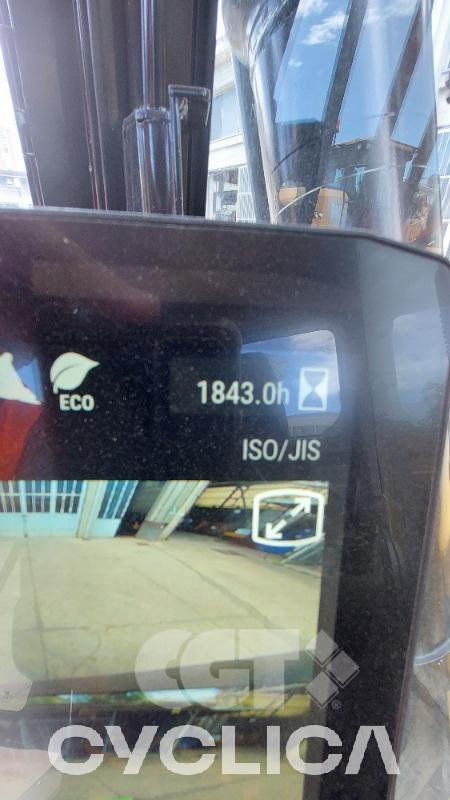 1843.0h
ECO
ISO/JIS
CGT
CYCLICA